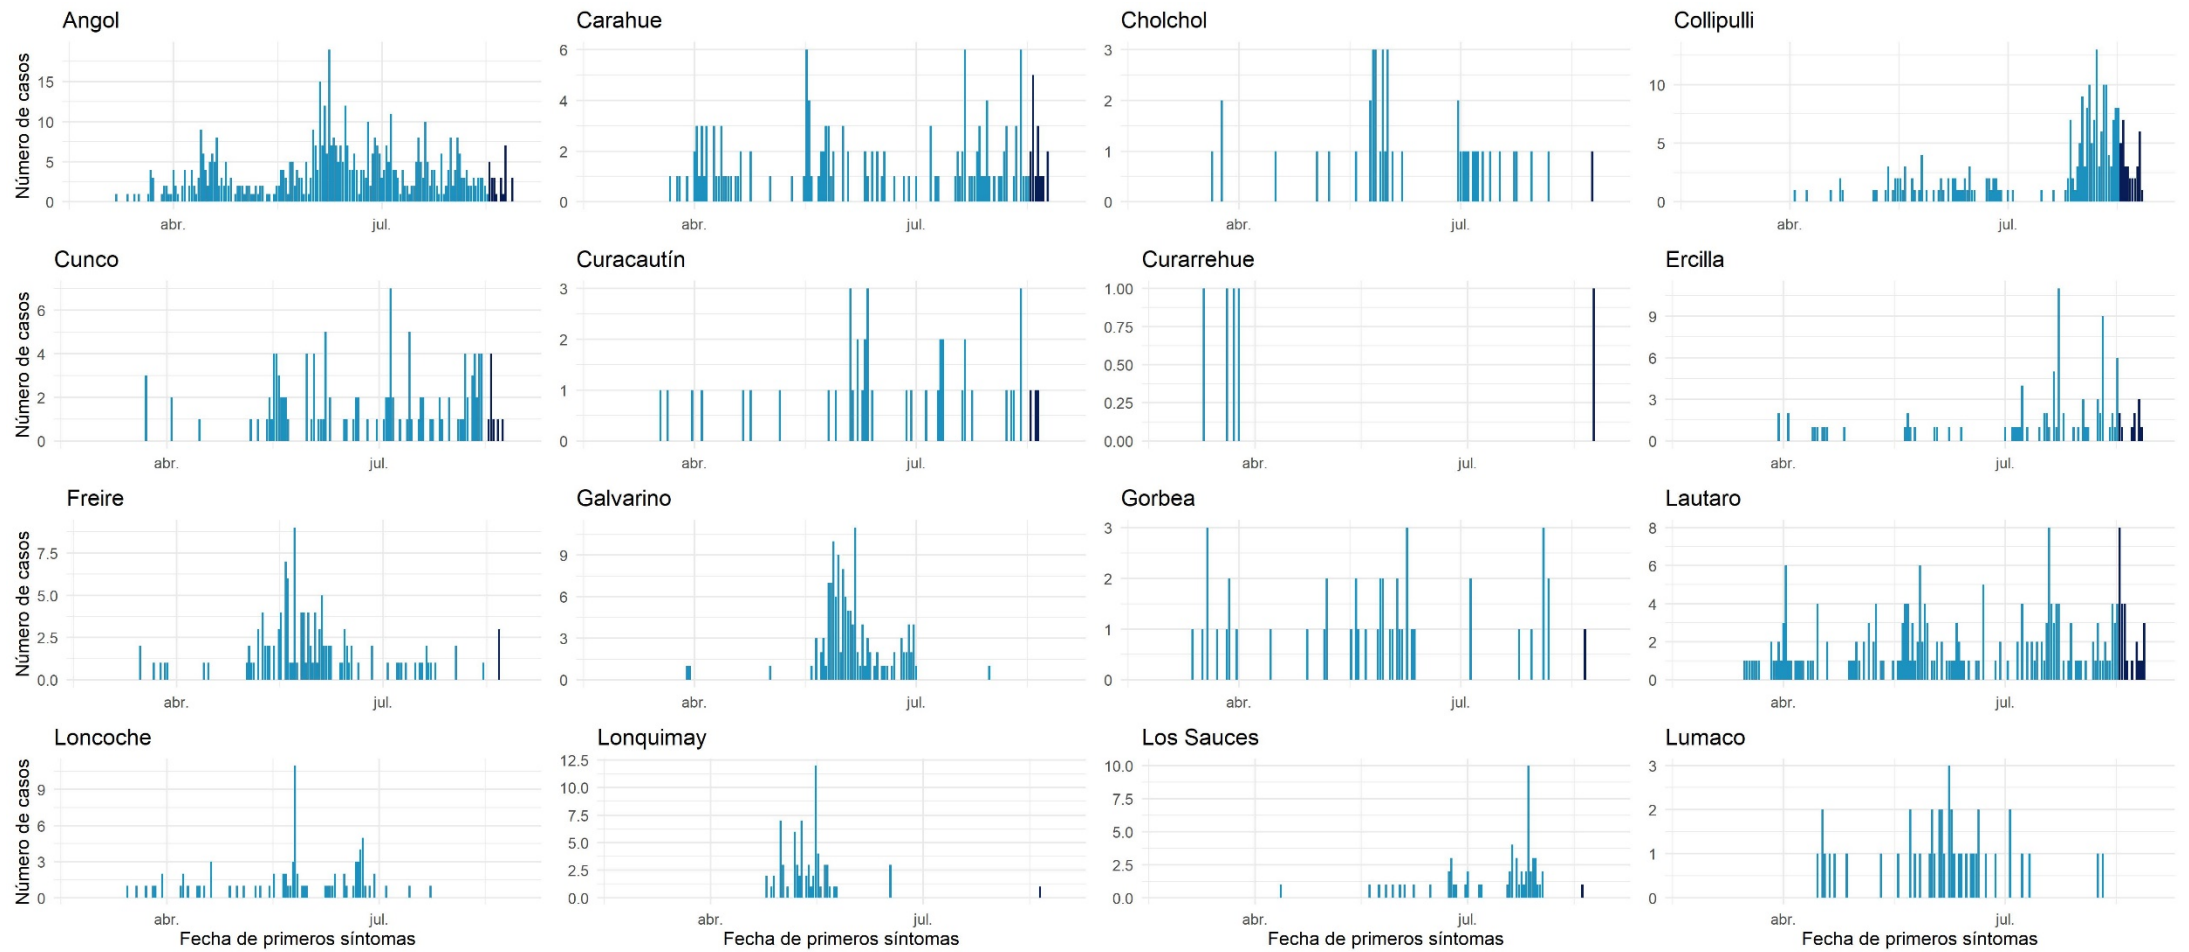 Angol
Carahue
Cholchol
Collipulli
Número de casos
15
10
5
0
abr.
jul.
6
4
2
0
abr.
jul.
3
2
1
0
abr.
jul.
10
5
0
abr.
jul.
Cunco
Curacautín
Curarrehue
Ercilla
Número de casos
6
4
2
0
abr.
jul.
3
2
1
0
abr.
jul.
1.00
0.75
0.50
0.25
0.00
abr.
jul.
9
6
3
0
abr.
jul.
Freire
Galvarino
Gorbea
Lautaro
Número de casos
7.5
5.0
2.5
0.0
abr.
jul.
9
6
3
0
abr.
jul.
3
2
1
0
abr.
jul.
8
6
4
2
0
abr.
jul.
Loncoche
Lonquimay
Los Sauces
Lumaco
Número de casos
9
6
3
0
abr.
jul.
Fecha de primeros síntomas
12.5
10.0
7.5
5.0
2.5
0.0
abr.
jul.
Fecha de primeros síntomas
10.0
7.5
5.0
2.5
0.0
abr.
jul.
Fecha de primeros síntomas
3
2
1
0
abr.
jul.
Fecha de primeros síntomas